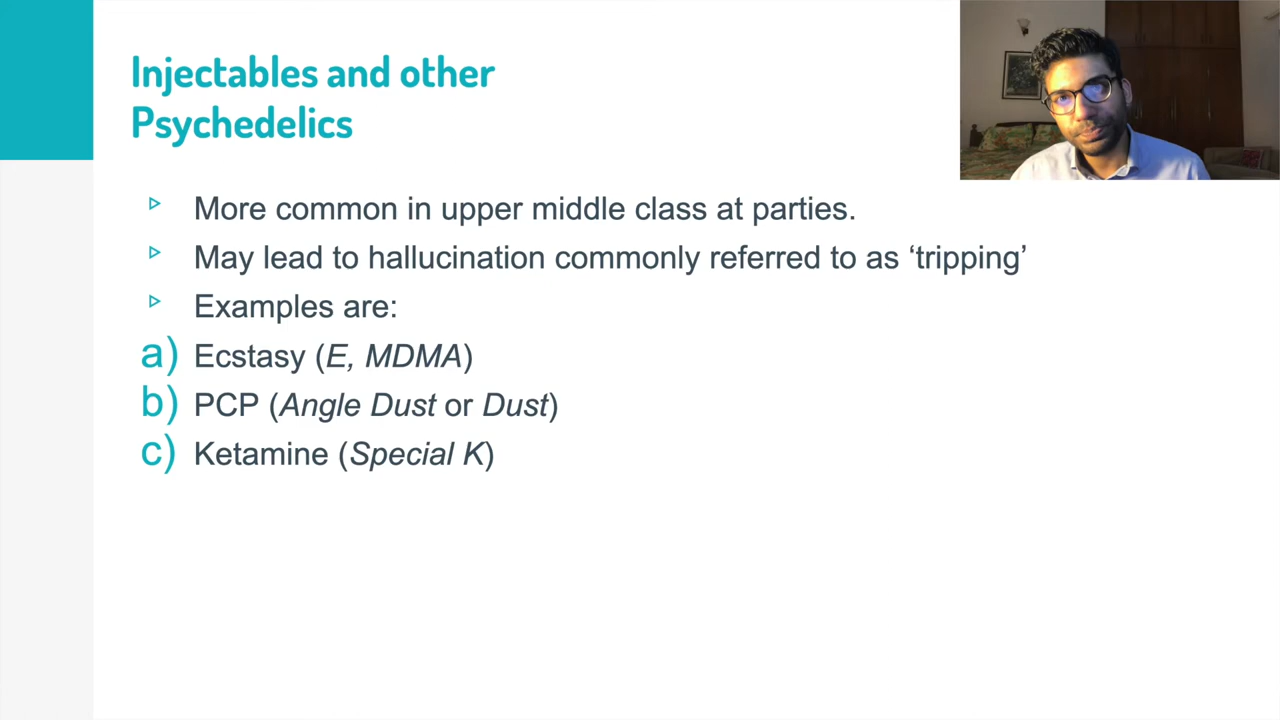 Injectables and other
Psychedelics
More common in upper middle class at parties.
May lead to hallucination commonly referred to as ‘tripping’
Examples are:
a) Ecstasy (E, MDMA)
b) PCP (Angle Dust or Dust)
c) Ketamine (Special K)